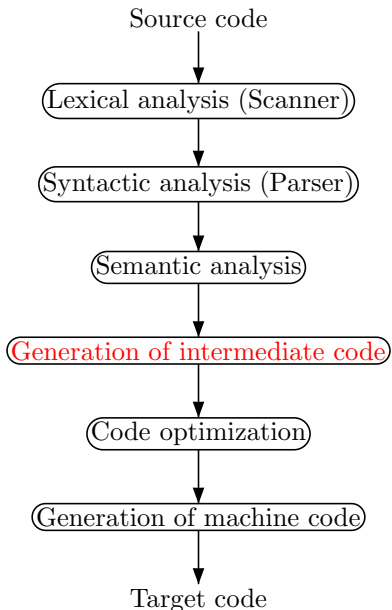 Source code
Lexical analysis (Scanner)
Syntactic analysis (Parser)
Semantic analysis
Generation of intermediate code
Code optimization
Generation of machine code
Target code